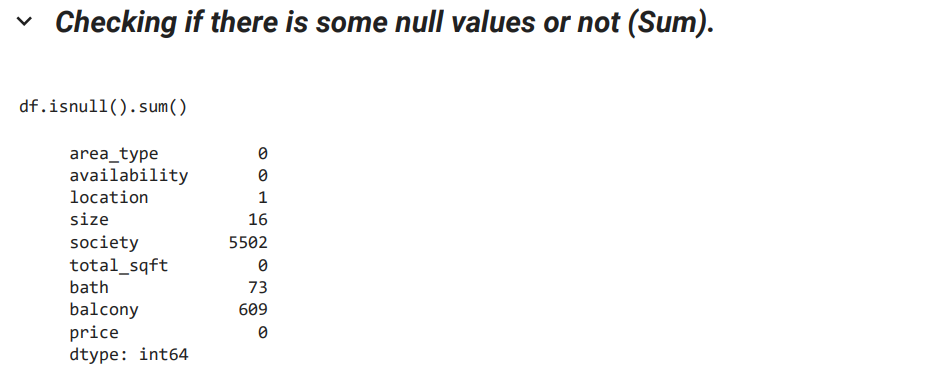 Checking if there is some null values or not (Sum).
df.isnull().sum()
area_type 0
availability 0
location 1
size 16
society 5502
total_sqft 0
bath 73
balcony 609
price 0
dtype: int64